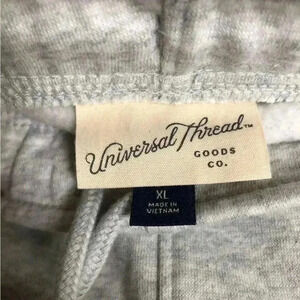 Universal Thread™
GOODS
CO.
XL
MADE IN
VIETNAM